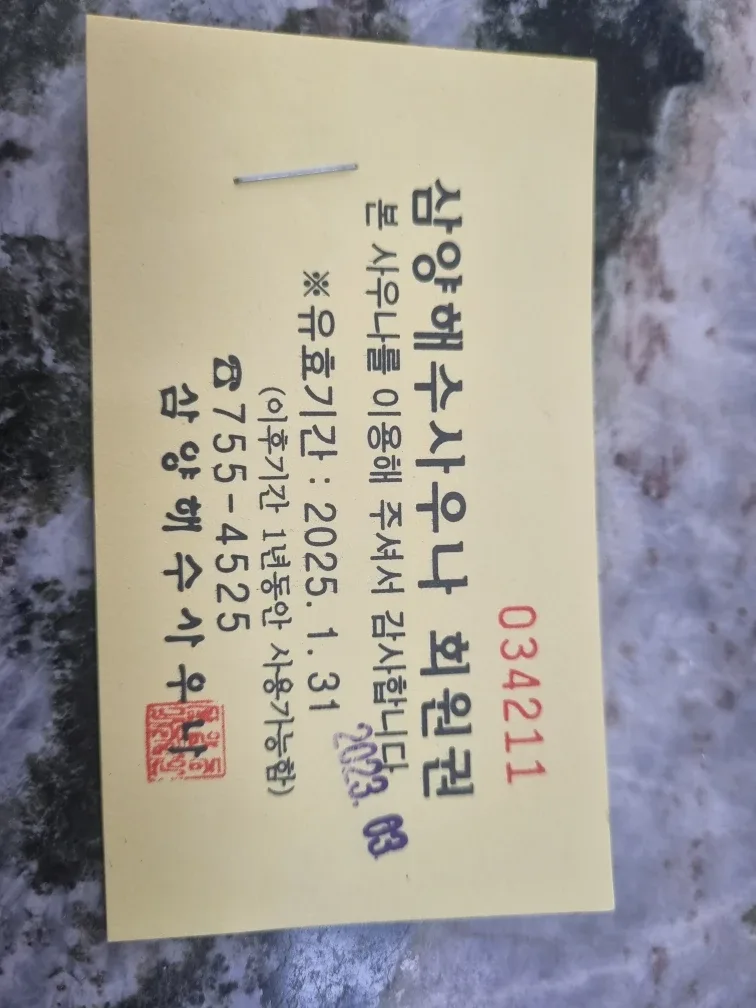 034211
삼양해수사우나 회원권
본 사우나를 이용해 주셔서 감사합니다
2023. 03
※유효기간 : 2025. 1. 31
(이후기간 1년동안 사용가능함)
☎755-4525
삼양해수사우나